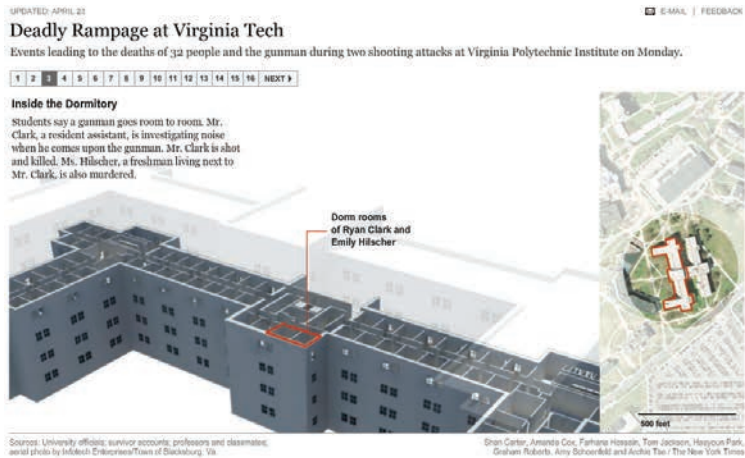 UPDATED: APRIL 23
E-MAIL | FEEDBACK
Deadly Rampage at Virginia Tech
Events leading to the deaths of 32 people and the gunman during two shooting attacks at Virginia Polytechnic Institute on Monday.
1 2 3 4 5 6 7 8 9 10 11 12 13 14 15 16 NEXT
Inside the Dormitory
Students say a gunman goes room to room. Mr.
Clark, a resident assistant, is investigating noise
when he comes upon the gunman. Mr. Clark is shot
and killed. Ms. Hilscher, a freshman living next to
Mr. Clark, is also murdered.
Dorm rooms
of Ryan Clark and
Emily Hilscher
500 feet
Sources: University officials; survivor accounts; professors and classmates;
aerial photo by Infotech Enterprises/Town of Blacksburg, Va.
Shan Carter, Amanda Cox, Farhana Hossain, Tom Jackson, Haeyoun Park,
Graham Roberts, Amy Schoenfeld and Archie Tse / The New York Times